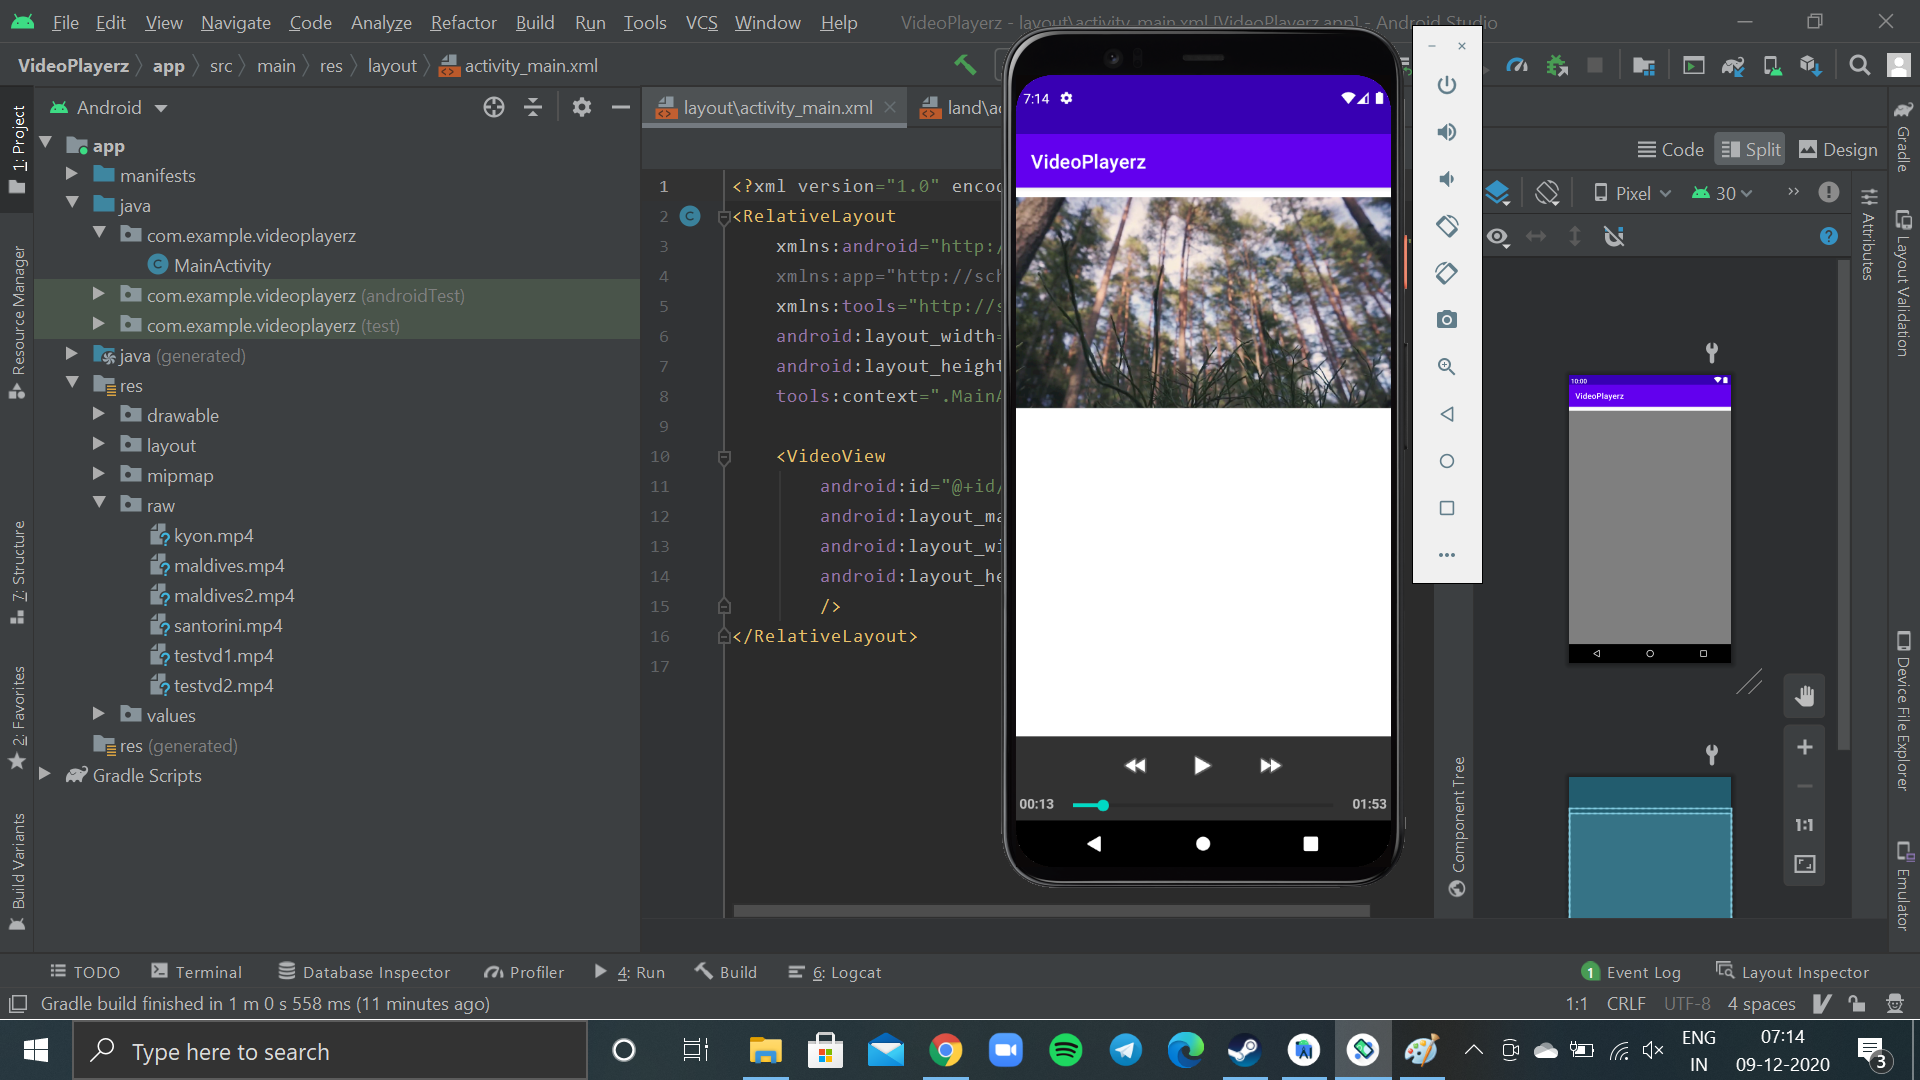 File Edit View Navigate Code Analyze Refactor Build Run Tools VCS Window Help VideoPlayerz - layout\activity_main.xml [VideoPlayerz.app] - Android Studio
VideoPlayerz app src main res layout activity_main.xml
Android
layout\activity_main.xml
land\ac
Code Split Design
Pixel 30
1: Project
Resource Manager
7: Structure
2: Favorites
Build Variants
app
manifests
java
com.example.videoplayerz
MainActivity
com.example.videoplayerz (androidTest)
com.example.videoplayerz (test)
java (generated)
res
drawable
layout
mipmap
raw
kyon.mp4
maldives.mp4
maldives2.mp4
santorini.mp4
testvd1.mp4
testvd2.mp4
values
res (generated)
Gradle Scripts
1 <?xml version="1.0" encod
2 <RelativeLayout
3 xmlns:android="http:/
4 xmlns:app="http://sch
5 xmlns:tools="http://s
6 android:layout_width=
7 android:layout_height
8 tools:context=".MainA
9
10 <VideoView
11 android:id="@+id/
12 android:layout_ma
13 android:layout_wi
14 android:layout_he
15 />
16 </RelativeLayout>
17
7:14
VideoPlayerz
00:13 01:53
10:00
VideoPlayerz
1:1
Component Tree
Attributes
Gradle
Layout Validation
Device File Explorer
Emulator
TODO Terminal Database Inspector Profiler 4: Run Build 6: Logcat 1 Event Log Layout Inspector
Gradle build finished in 1 m 0 s 558 ms (11 minutes ago) 1:1 CRLF UTF-8 4 spaces
Type here to search
ENG
IN
07:14
09-12-2020
3